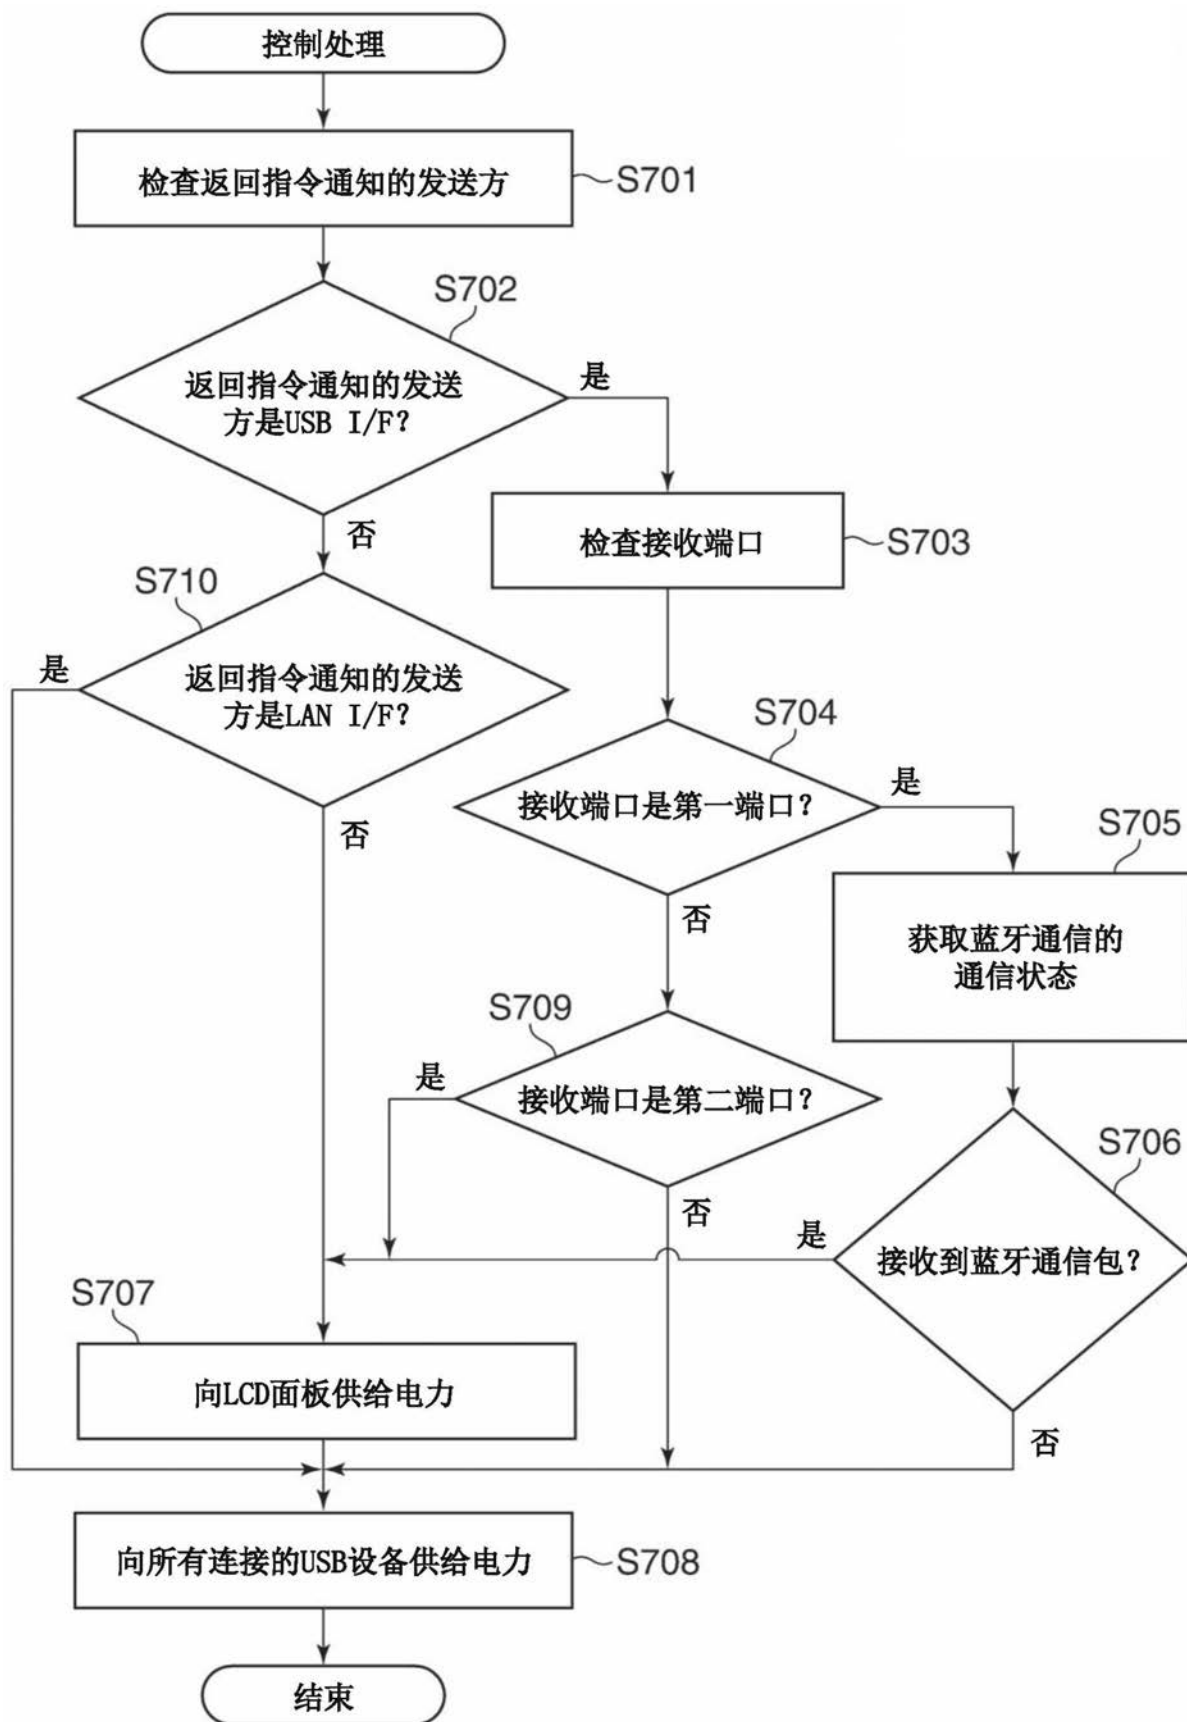 控制处理
检查返回指令通知的发送方
S701
S702
返回指令通知的发送
方是USB I/F？
是
否
检查接收端口
S703
S710
是
返回指令通知的发送
方是LAN I/F？
否
S704
接收端口是第一端口？
是
否
S705
获取蓝牙通信的
通信状态
S709
是
接收端口是第二端口？
否
S706
是
接收到蓝牙通信包？
否
S707
向LCD面板供给电力
向所有连接的USB设备供给电力
S708
结束